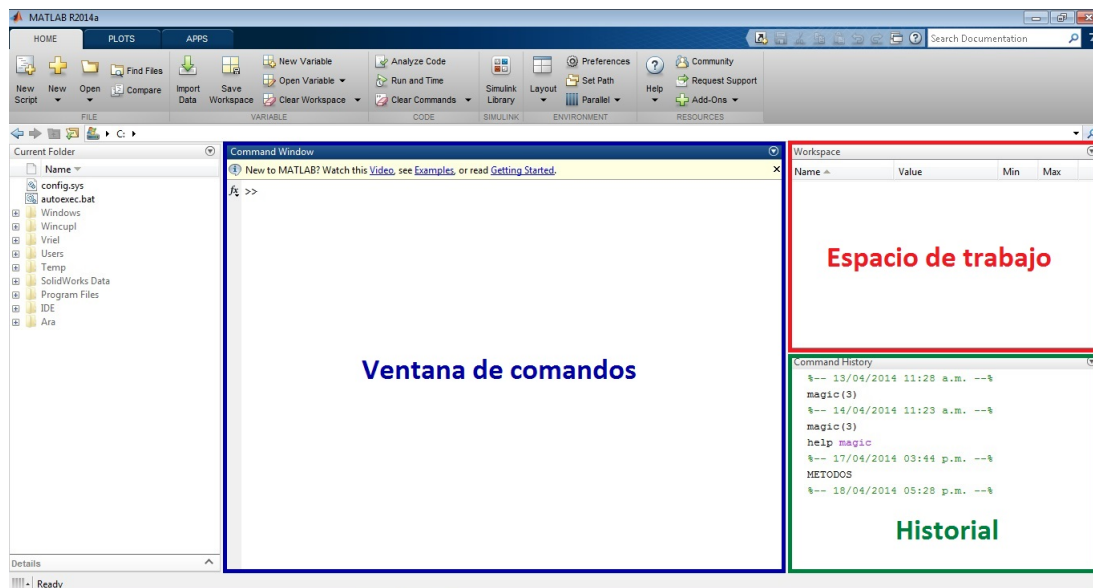 MATLAB R2014a
HOME
PLOTS
APPS
Search Documentation
New Script
New
Open
Find Files
Compare
Import Data
Save Workspace
New Variable
Open Variable
Clear Workspace
Analyze Code
Run and Time
Clear Commands
Simulink Library
Layout
Preferences
Set Path
Parallel
Help
Community
Request Support
Add-Ons
FILE
VARIABLE
CODE
SIMULINK
ENVIRONMENT
RESOURCES
C:
Current Folder
Name
config.sys
autoexec.bat
Windows
Wincupl
Vriel
Users
Temp
SolidWorks Data
Program Files
IDE
Ara
Details
Ready
Command Window
New to MATLAB? Watch this Video, see Examples, or read Getting Started.
fx >>
Ventana de comandos
Workspace
Name
Value
Min
Max
Espacio de trabajo
Command History
%-- 13/04/2014 11:28 a.m. --%
magic(3)
%-- 14/04/2014 11:23 a.m. --%
magic(3)
help magic
%-- 17/04/2014 03:44 p.m. --%
METODOS
%-- 18/04/2014 05:28 p.m. --%
Historial